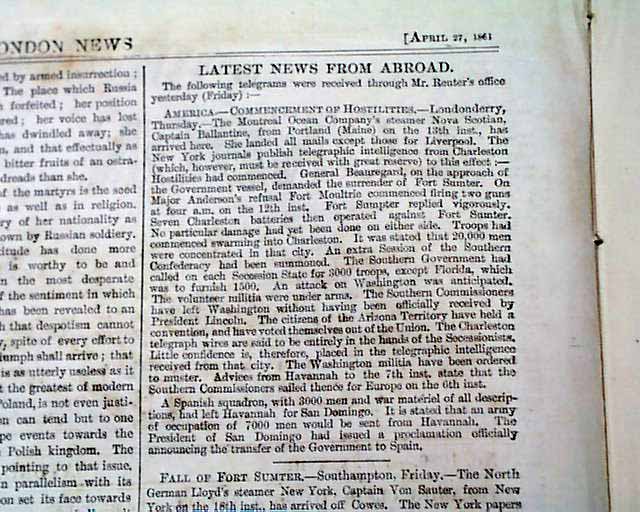 ONDON NEWS
[APRIL 27, 1861
ed by armed insurrection ;
The place which Russia
forfeited ; her position
red ; her voice has lost
has dwindled away ; she
n, and that effectually as
bitter fruits of an ostra-
dreads than she.
of the martyrs is the seed
as well as in religion.
ry of her nationality as
own by Russian soldiery.
titude has done more
is worthy to be and
n the most desperate
f the sentiment in which
has been revealed to an
h that despotism cannot
y, spite of every effort to
iumph shall arrive ; that
is as utterly useless as it
t the greatest of modern
Poland, is not even justi-
on can tend but to one
pe events towards the
Polish kingdom. The
pointing to that issue.
n parallelism with its
on set its face towards
LATEST NEWS FROM ABROAD.
The following telegrams were received through Mr. Reuter's office
yesterday (Friday) :—
AMERICA.—COMMENCEMENT OF HOSTILITIES.—Londonderry,
Thursday.—The Montreal Ocean Company's steamer Nova Scotian,
Captain Ballantine, from Portland (Maine) on the 13th inst., has
arrived here. She landed all mails except those for Liverpool. The
New York journals publish telegraphic intelligence from Charleston
(which, however, must be received with great reserve) to this effect :—
Hostilities had commenced. General Beauregard, on the approach of
the Government vessel, demanded the surrender of Fort Sumter. On
Major Anderson's refusal Fort Moultrie commenced firing two guns
at four a.m. on the 12th inst. Fort Sumpter replied vigorously.
Seven Charleston batteries then operated against Fort Sumter.
No particular damage had yet been done on either side. Troops had
commenced swarming into Charleston. It was stated that 20,000 men
were concentrated in that city. An extra Session of the Southern
Confederacy had been summoned. The Southern Government had
called on each Secession State for 3000 troops, except Florida, which
was to furnish 1500. An attack on Washington was anticipated.
The volunteer militia were under arms. The Southern Commissioners
have left Washington without having been officially received by
President Lincoln. The citizens of the Arizona Territory have held a
convention, and have voted themselves out of the Union. The Charleston
telegraph wires are said to be entirely in the hands of the Secessionists.
Little confidence is, therefore, placed in the telegraphic intelligence
received from that city. The Washington militia have been ordered
to muster. Advices from Havannah to the 7th inst. state that the
Southern Commissioners sailed thence for Europe on the 6th inst.
A Spanish squadron, with 3000 men and war matériel of all descrip-
tions, had left Havannah for San Domingo. It is stated that an army
of occupation of 7000 men would be sent from Havannah. The
President of San Domingo had issued a proclamation officially
announcing the transfer of the Government to Spain.
FALL OF FORT SUMTER.—Southampton, Friday.—The North
German Lloyd's steamer New York, Captain Von Santer, from New
York on the 18th inst., has arrived off Cowes. The New York papers